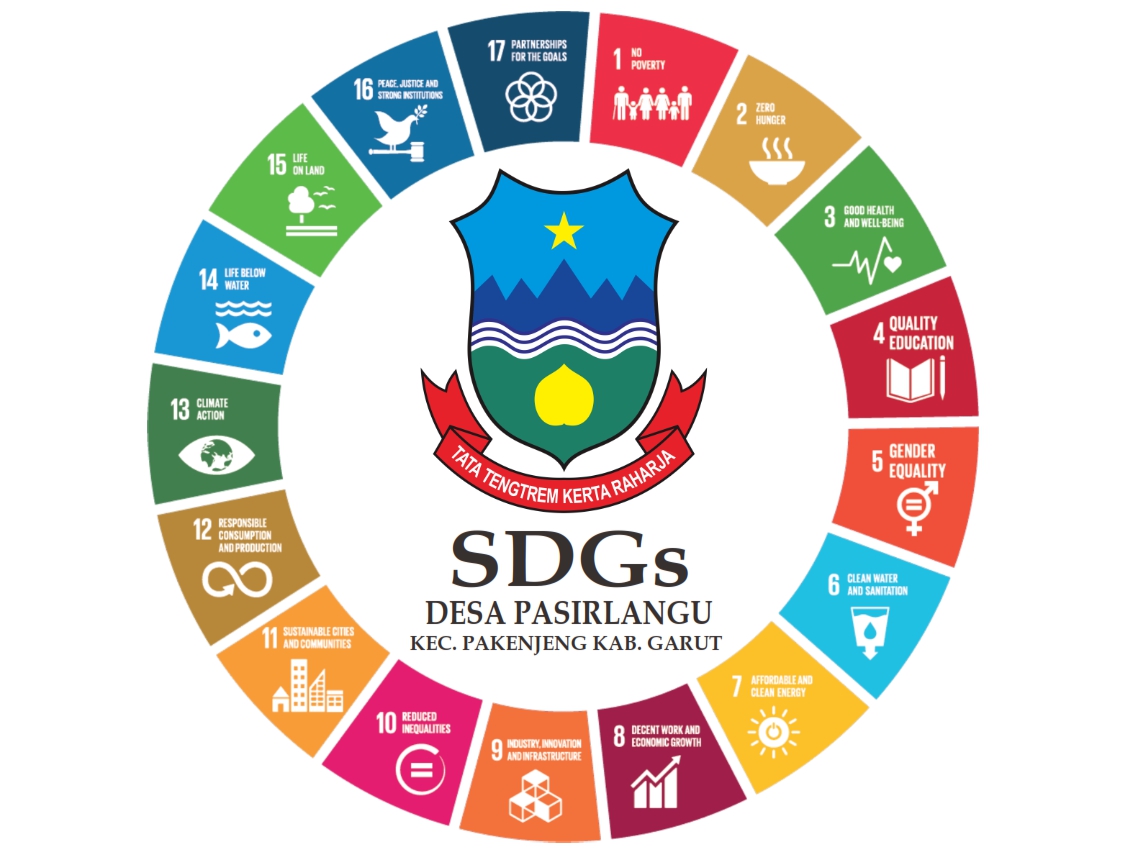 1 NO
POVERTY
2 ZERO
HUNGER
3 GOOD HEALTH
AND WELL-BEING
4 QUALITY
EDUCATION
5 GENDER
EQUALITY
6 CLEAN WATER
AND SANITATION
7 AFFORDABLE AND
CLEAN ENERGY
8 DECENT WORK AND
ECONOMIC GROWTH
9 INDUSTRY, INNOVATION
AND INFRASTRUCTURE
10 REDUCED
INEQUALITIES
11 SUSTAINABLE CITIES
AND COMMUNITIES
12 RESPONSIBLE
CONSUMPTION
AND PRODUCTION
13 CLIMATE
ACTION
14 LIFE BELOW
WATER
15 LIFE
ON LAND
16 PEACE, JUSTICE AND
STRONG INSTITUTIONS
17 PARTNERSHIPS
FOR THE GOALS
TATA TENGTREM KERTA RAHARJA
SDGs
DESA PASIRLANGU
KEC. PAKENJENG KAB. GARUT